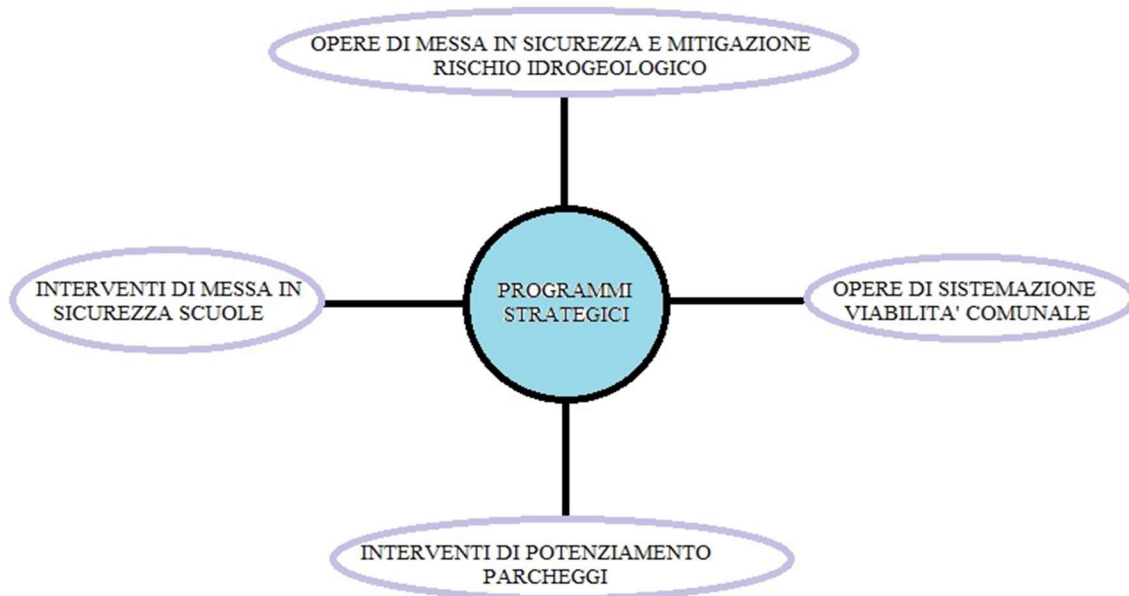 OPERE DI MESSA IN SICUREZZA E MITIGAZIONE
RISCHIO IDROGEOLOGICO
INTERVENTI DI MESSA IN
SICUREZZA SCUOLE
PROGRAMMI
STRATEGICI
OPERE DI SISTEMAZIONE
VIABILITA' COMUNALE
INTERVENTI DI POTENZIAMENTO
PARCHEGGI